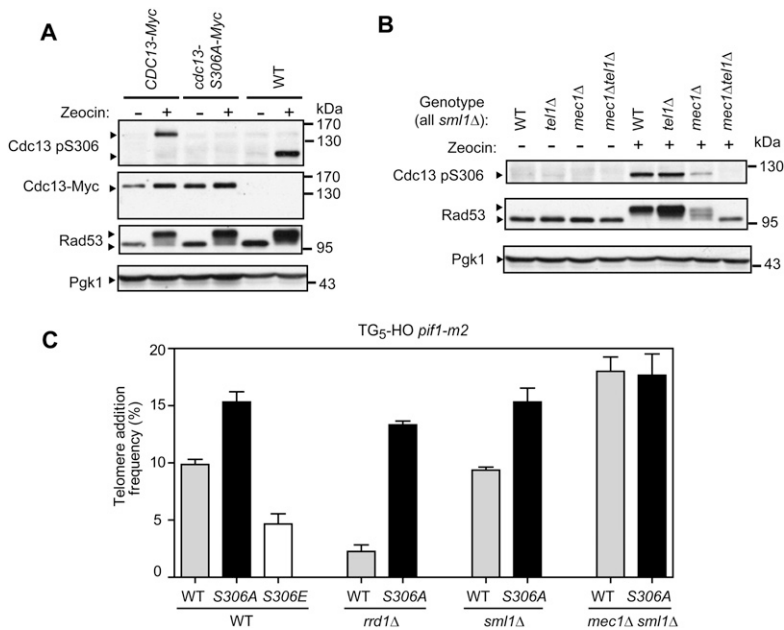 A
CDC13-Myc
cdc13-
S306A-Myc
WT
Zeocin: – + – + – + kDa
Cdc13 pS306
170
130
Cdc13-Myc
170
130
Rad53
95
Pgk1
43
B
Genotype
(all sml1Δ):
WT
tel1Δ
mec1Δ
mec1Δtel1Δ
WT
tel1Δ
mec1Δ
mec1Δtel1Δ
Zeocin: – – – – + + + + kDa
Cdc13 pS306
130
Rad53
95
Pgk1
43
C
TG5-HO pif1-m2
Telomere addition
frequency (%)
20
15
10
5
0
WT S306A S306E WT S306A WT S306A WT S306A
WT rrd1Δ sml1Δ mec1Δ sml1Δ